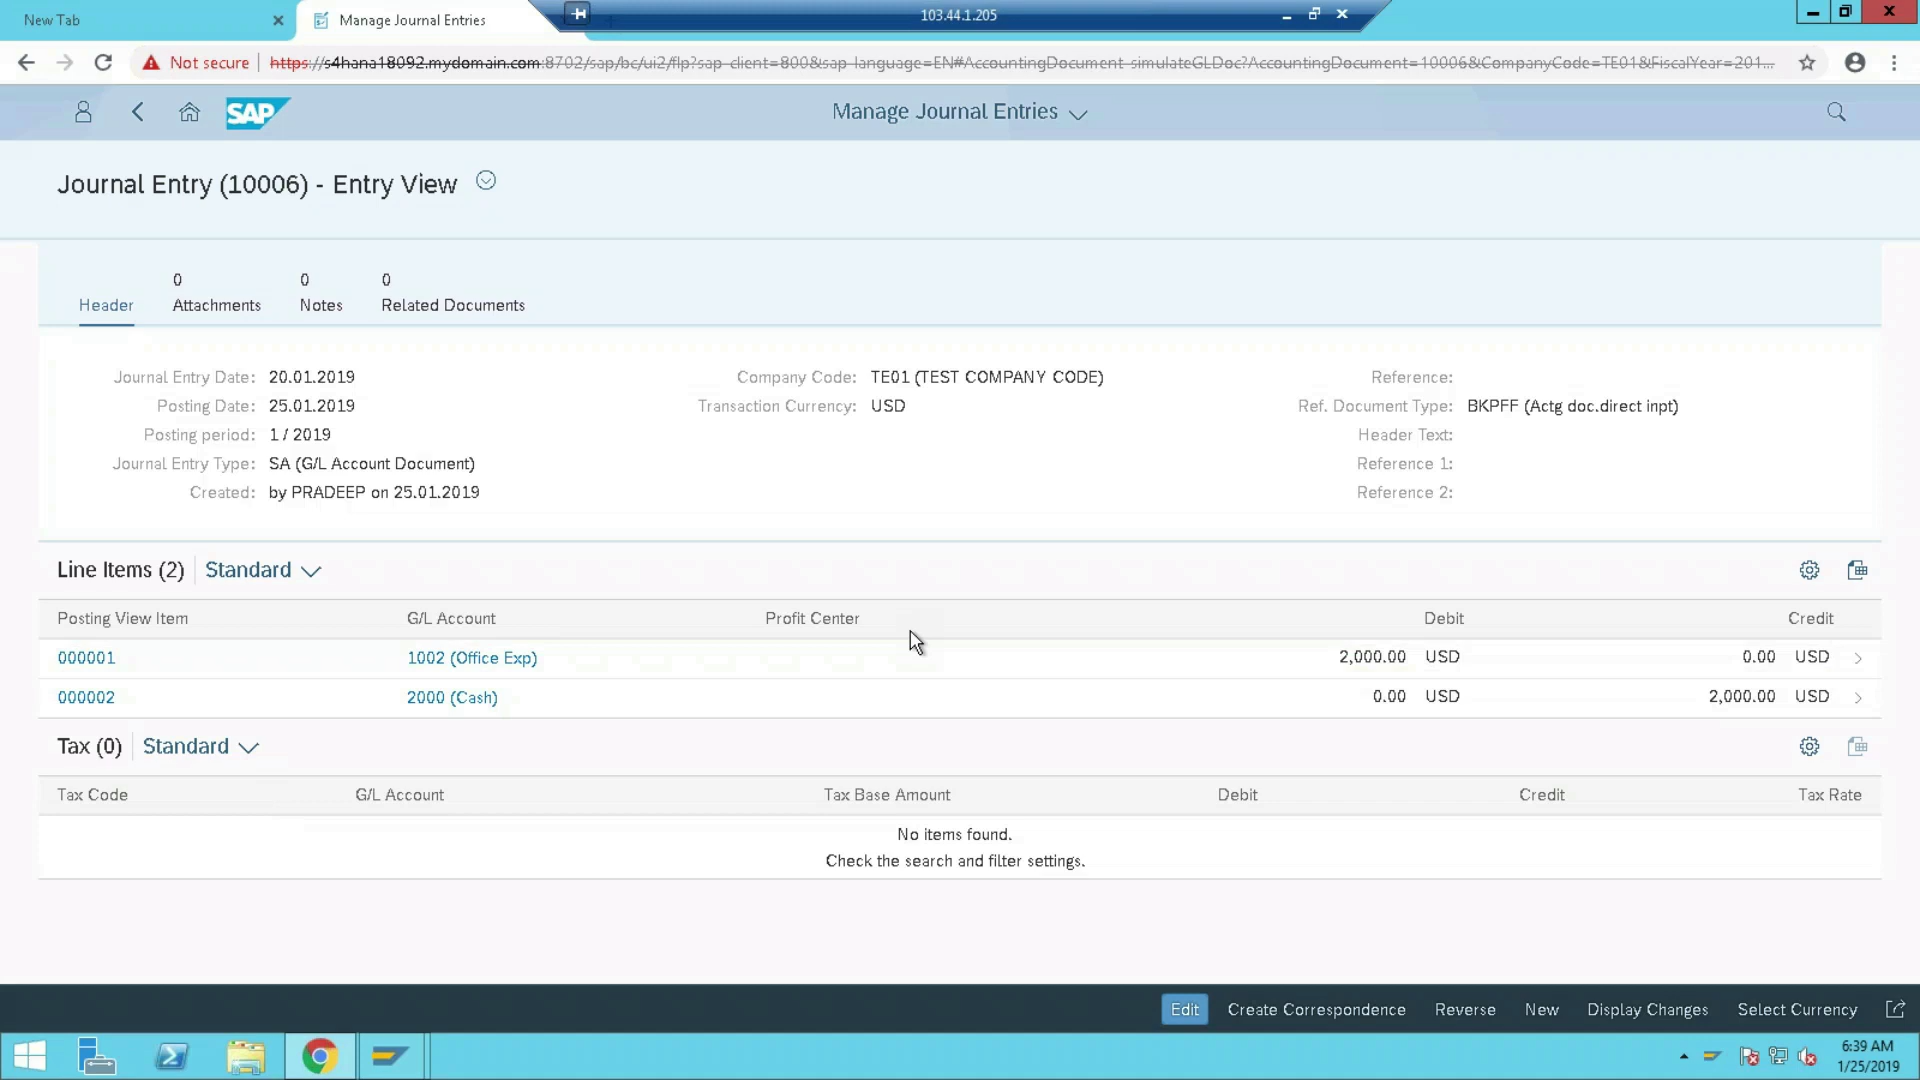 New Tab
Manage Journal Entries
103.44.1.205
Not secure
https://s4hana18092.mydomain.com:8702/sap/bc/ui2/flp?sap-client=800&sap-language=EN#AccountingDocument-simulateGLDoc?AccountingDocument=10006&CompanyCode=TE01&FiscalYear=201...
SAP
Manage Journal Entries
Journal Entry (10006) - Entry View
0 0 0
Header Attachments Notes Related Documents
Journal Entry Date: 20.01.2019 Company Code: TE01 (TEST COMPANY CODE) Reference:
Posting Date: 25.01.2019 Transaction Currency: USD Ref. Document Type: BKPFF (Actg doc.direct inpt)
Posting period: 1 / 2019 Header Text:
Journal Entry Type: SA (G/L Account Document) Reference 1:
Created: by PRADEEP on 25.01.2019 Reference 2:
Line Items (2) Standard
Posting View Item G/L Account Profit Center Debit Credit
000001 1002 (Office Exp) 2,000.00 USD 0.00 USD
000002 2000 (Cash) 0.00 USD 2,000.00 USD
Tax (0) Standard
Tax Code G/L Account Tax Base Amount Debit Credit Tax Rate
No items found.
Check the search and filter settings.
Edit Create Correspondence Reverse New Display Changes Select Currency
6:39 AM
1/25/2019